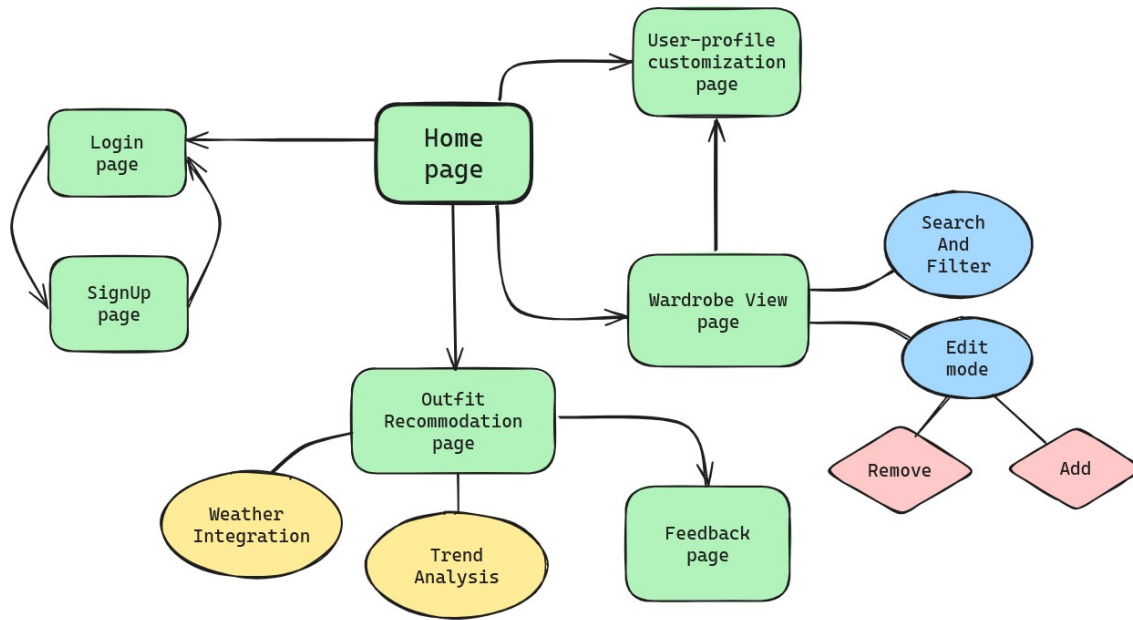 User-profile
customization
page
Home
page
Login
page
SignUp
page
Search
And
Filter
Wardrobe View
page
Edit
mode
Remove
Add
Outfit
Recommodation
page
Weather
Integration
Trend
Analysis
Feedback
page